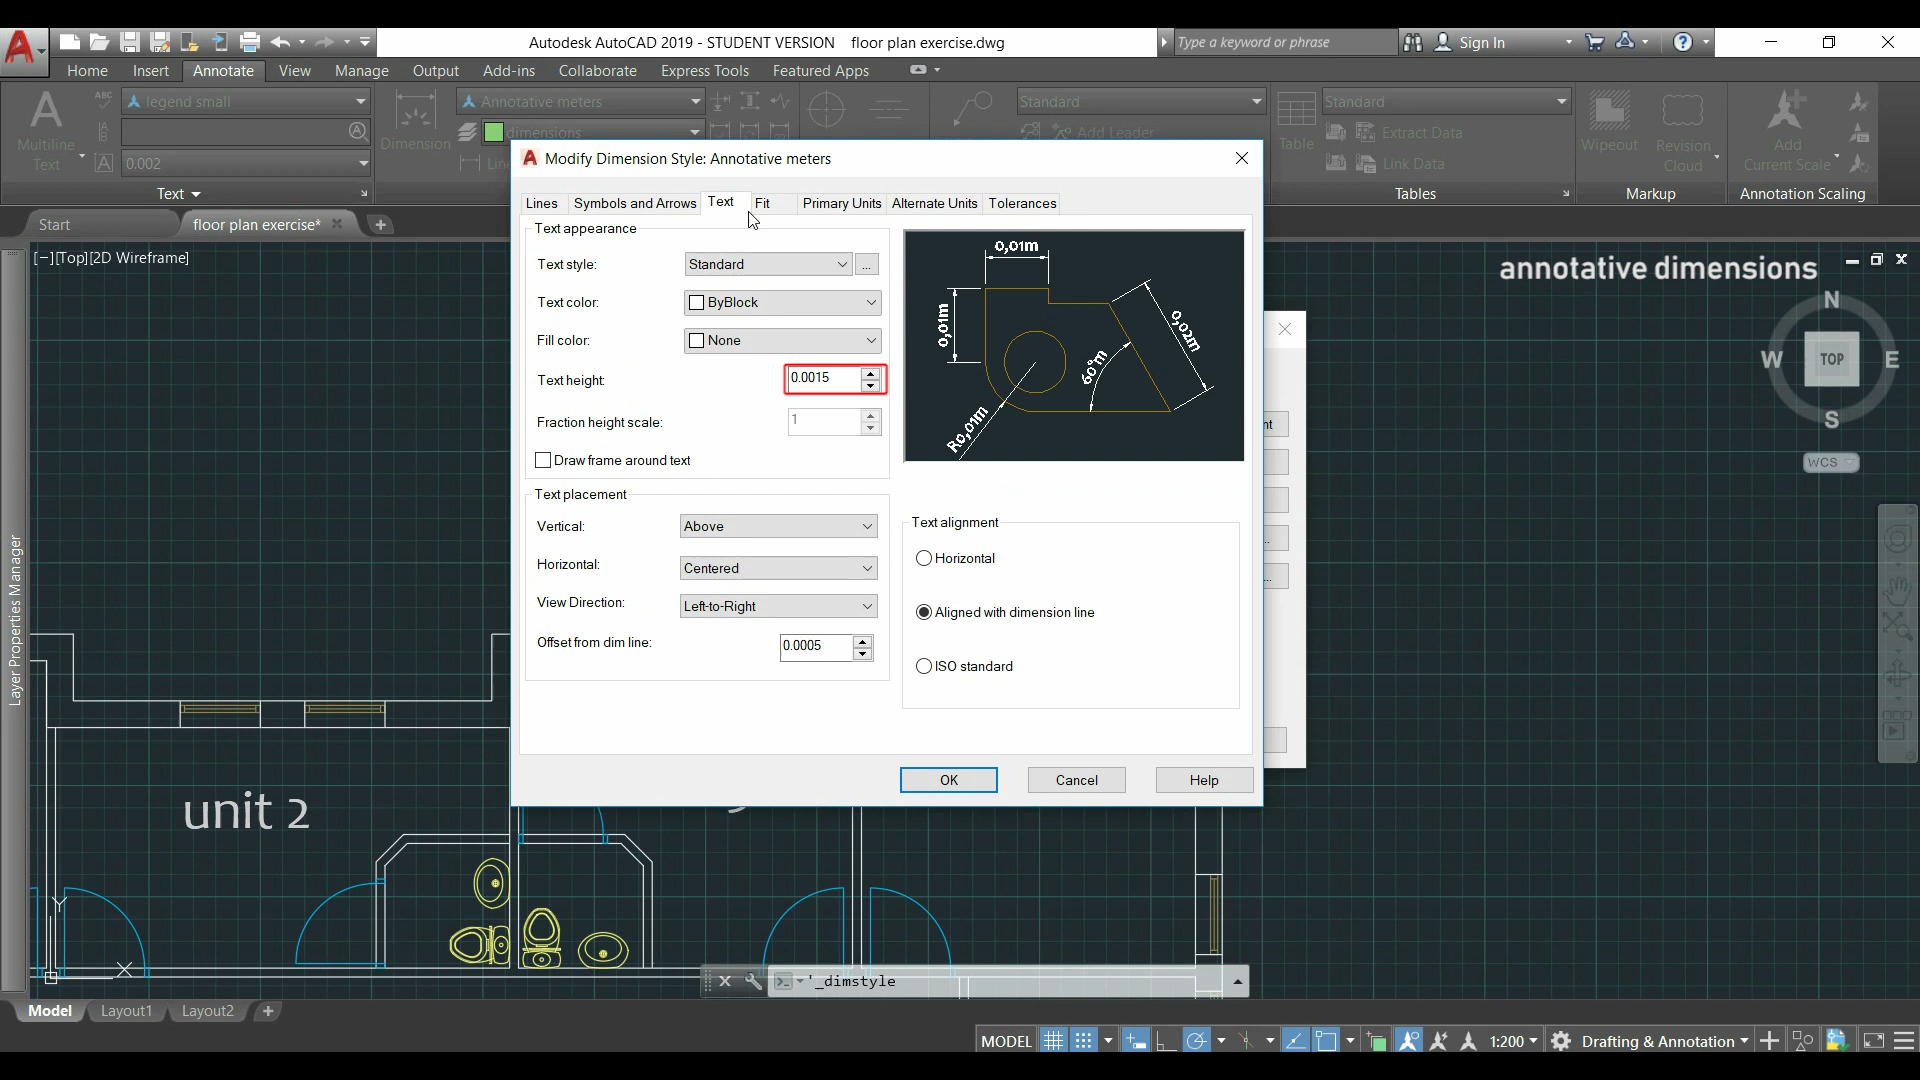 Autodesk AutoCAD 2019 - STUDENT VERSION floor plan exercise.dwg
Type a keyword or phrase
Sign In
Home Insert Annotate View Manage Output Add-ins Collaborate Express Tools Featured Apps
legend small
Annotative meters
Standard
Standard
Multiline
Text
Dimension
dimensions
Add Leader
Table
Extract Data
Wipeout
Revision
Cloud
Add
Current Scale
0.002
Link Data
Text
Tables
Markup
Annotation Scaling
Start
floor plan exercise*
[−][Top][2D Wireframe]
annotative dimensions
Modify Dimension Style: Annotative meters
Lines Symbols and Arrows Text Fit Primary Units Alternate Units Tolerances
Text appearance
Text style:
Standard
...
Text color:
ByBlock
Fill color:
None
Text height:
0.0015
Fraction height scale:
1
Draw frame around text
Text placement
Vertical:
Above
Horizontal:
Centered
View Direction:
Left-to-Right
Offset from dim line:
0.0005
0,01m
0,01m
0,02m
60°m
R0,01m
Text alignment
Horizontal
Aligned with dimension line
ISO standard
OK
Cancel
Help
N
W
TOP
E
S
WCS
Layer Properties Manager
unit 2
Y
X
'_dimstyle
Model
Layout1
Layout2
MODEL
1:200
Drafting & Annotation